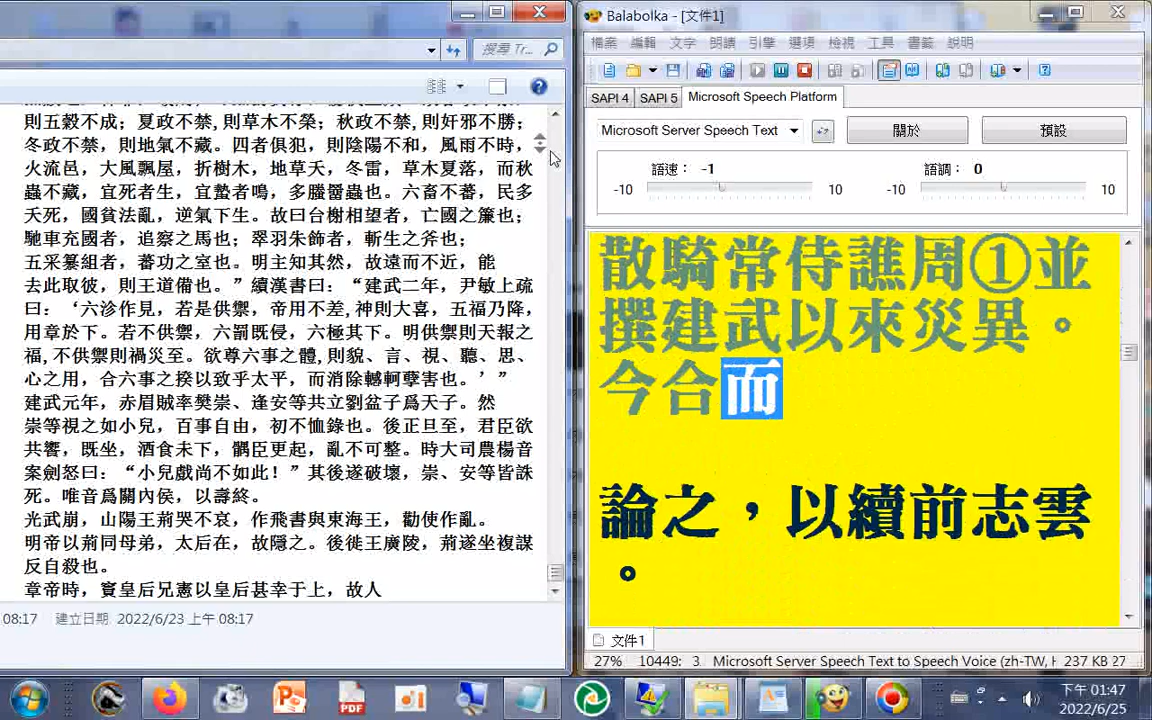 搜尋 Tr...
則五穀不成；夏政不禁,則草木不榮；秋政不禁,則奸邪不勝；
冬政不禁，則地氣不藏。四者俱犯，則陰陽不和，風雨不時，
火流邑，大風飄屋，折樹木，地草夭，冬雷，草木夏落，而秋
蟲不藏，宜死者生，宜蟄者鳴，多螣蟇蟲也。六畜不蕃，民多
夭死，國貧法亂，逆氣下生。故曰台榭相望者，亡國之簾也；
馳車充國者，追察之馬也；翠羽朱飾者，斬生之斧也；
五采纂組者，蕃功之室也。明主知其然，故遠而不近，能
去此取彼，則王道備也。”續漢書曰：“建武二年，尹敏上疏
曰：‘六沴作見，若是供禦，帝用不差,神則大喜，五福乃降，
用章於下。若不供禦，六罰既侵，六極其下。明供禦則天報之
福,不供禦則禍災至。欲尊六事之體,則貌、言、視、聽、思、
心之用，合六事之揆以致乎太平，而消除轗軻孽害也。’”
建武元年，赤眉賊率樊崇、逢安等共立劉盆子爲天子。然
崇等視之如小兒，百事自由，初不恤錄也。後正旦至，君臣欲
共饗，既坐，酒食未下，髃臣更起，亂不可整。時大司農楊音
案劍怒曰：“小兒戲尚不如此！”其後遂破壞，崇、安等皆誅
死。唯音爲關內侯，以壽終。
光武崩，山陽王荊哭不哀，作飛書與東海王，勸使作亂。
明帝以荊同母弟，太后在，故隱之。後徙王廣陵，荊遂坐複謀
反自殺也。
章帝時，竇皇后兄憲以皇后甚幸于上，故人
08:17 建立日期 2022/6/23 上午 08:17
Balabolka - [文件1]
檔案 編輯 文字 朗讀 引擎 選項 檢視 工具 書籤 說明
SAPI 4 SAPI 5 Microsoft Speech Platform
Microsoft Server Speech Text 關於 預設
語速： -1 語調： 0
-10 10 -10 10
散騎常侍譙周①並
撰建武以來災異。
今合而
論之，以續前志雲
。
文件1
27% 10449: 3 Microsoft Server Speech Text to Speech Voice (zh-TW, H 237 KB 27
PDF
下午 01:47
2022/6/25